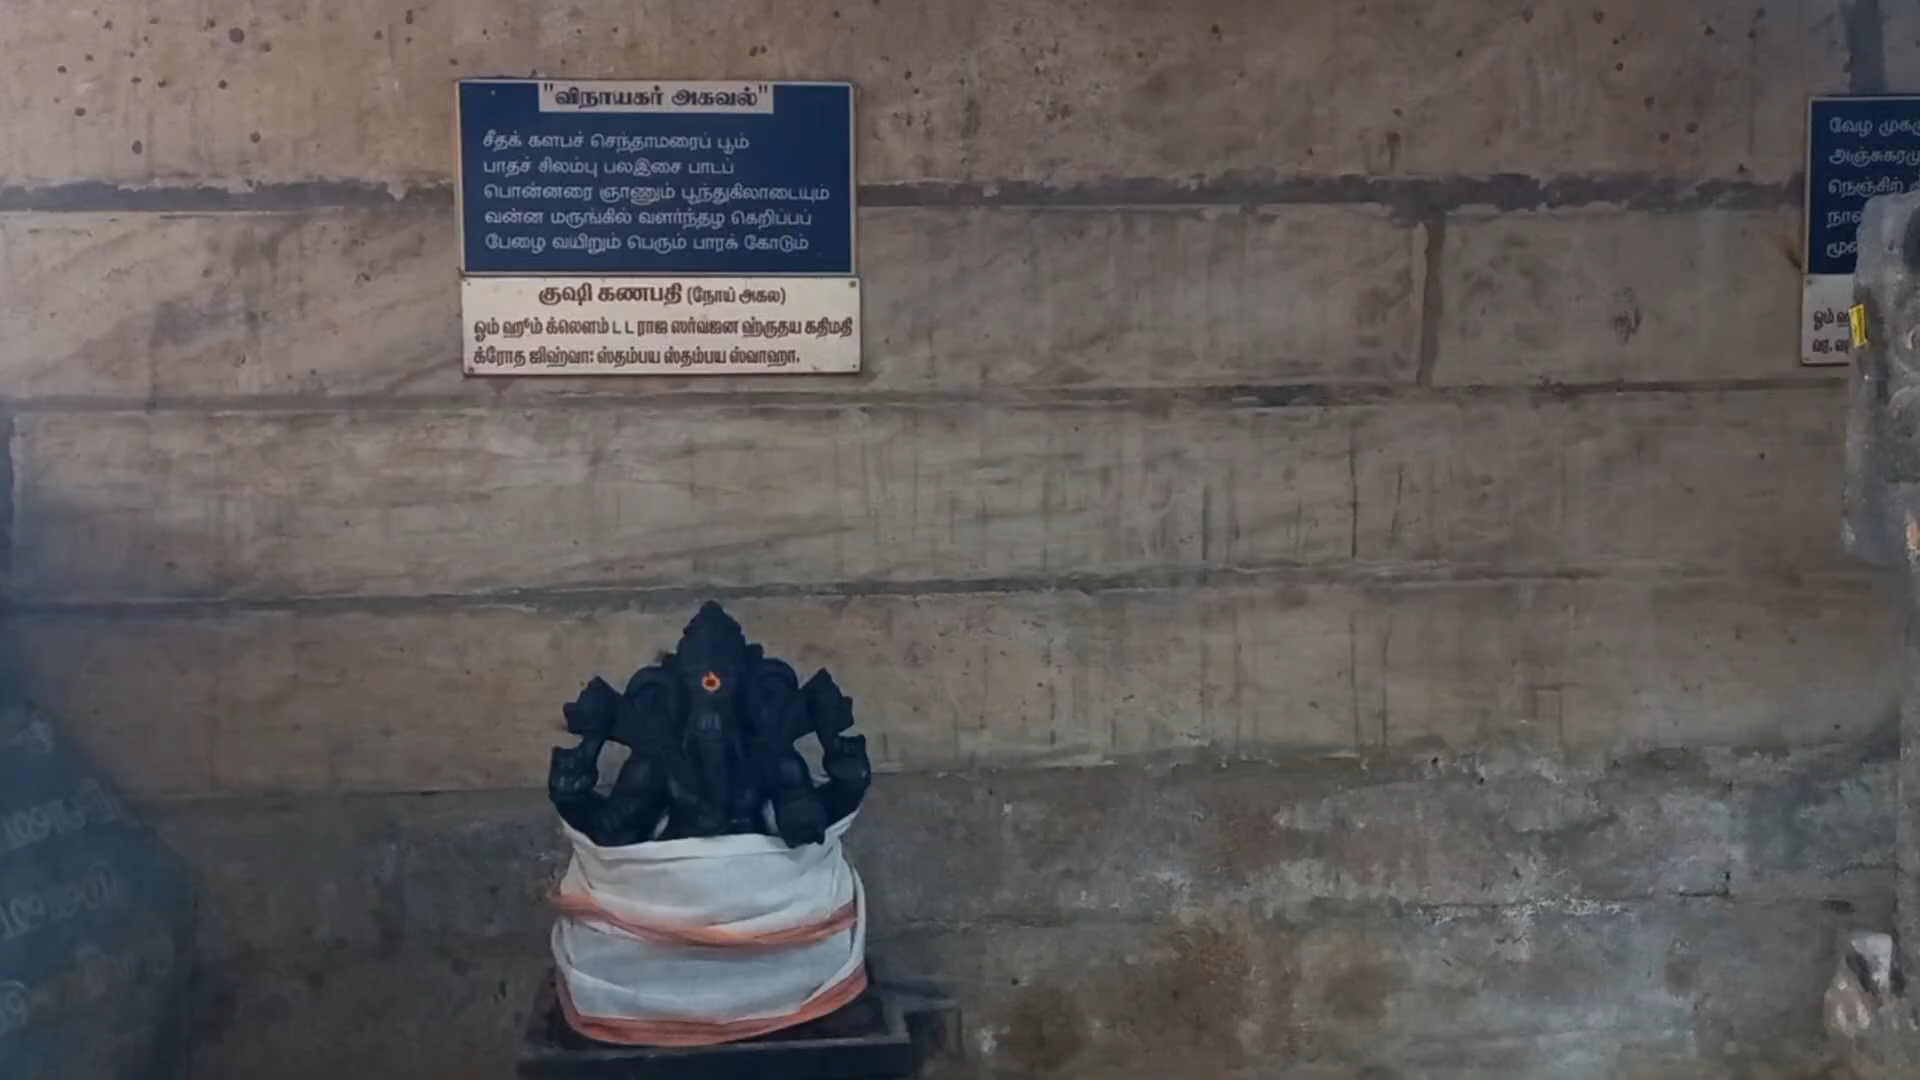 "விநாயகர் அகவல்"
சீதக் களபச் செந்தாமரைப் பூம்
பாதச் சிலம்பு பலஇசை பாடப்
பொன்னரை ஞாணும் பூந்துகிலாடையும்
வன்ன மருங்கில் வளர்ந்தழ கெறிப்பப்
பேழை வயிறும் பெரும் பாரக் கோடும்
குஷி கணபதி (நோய் அகல)
ஓம் ஹூம் க்லௌம் ட ட ராஜ ஸர்வஜன ஹ்ருதய கதிமதி
க்ரோத ஜிஹ்வா: ஸ்தம்பய ஸ்தம்பய ஸ்வாஹா.
வேழ
ஓம்